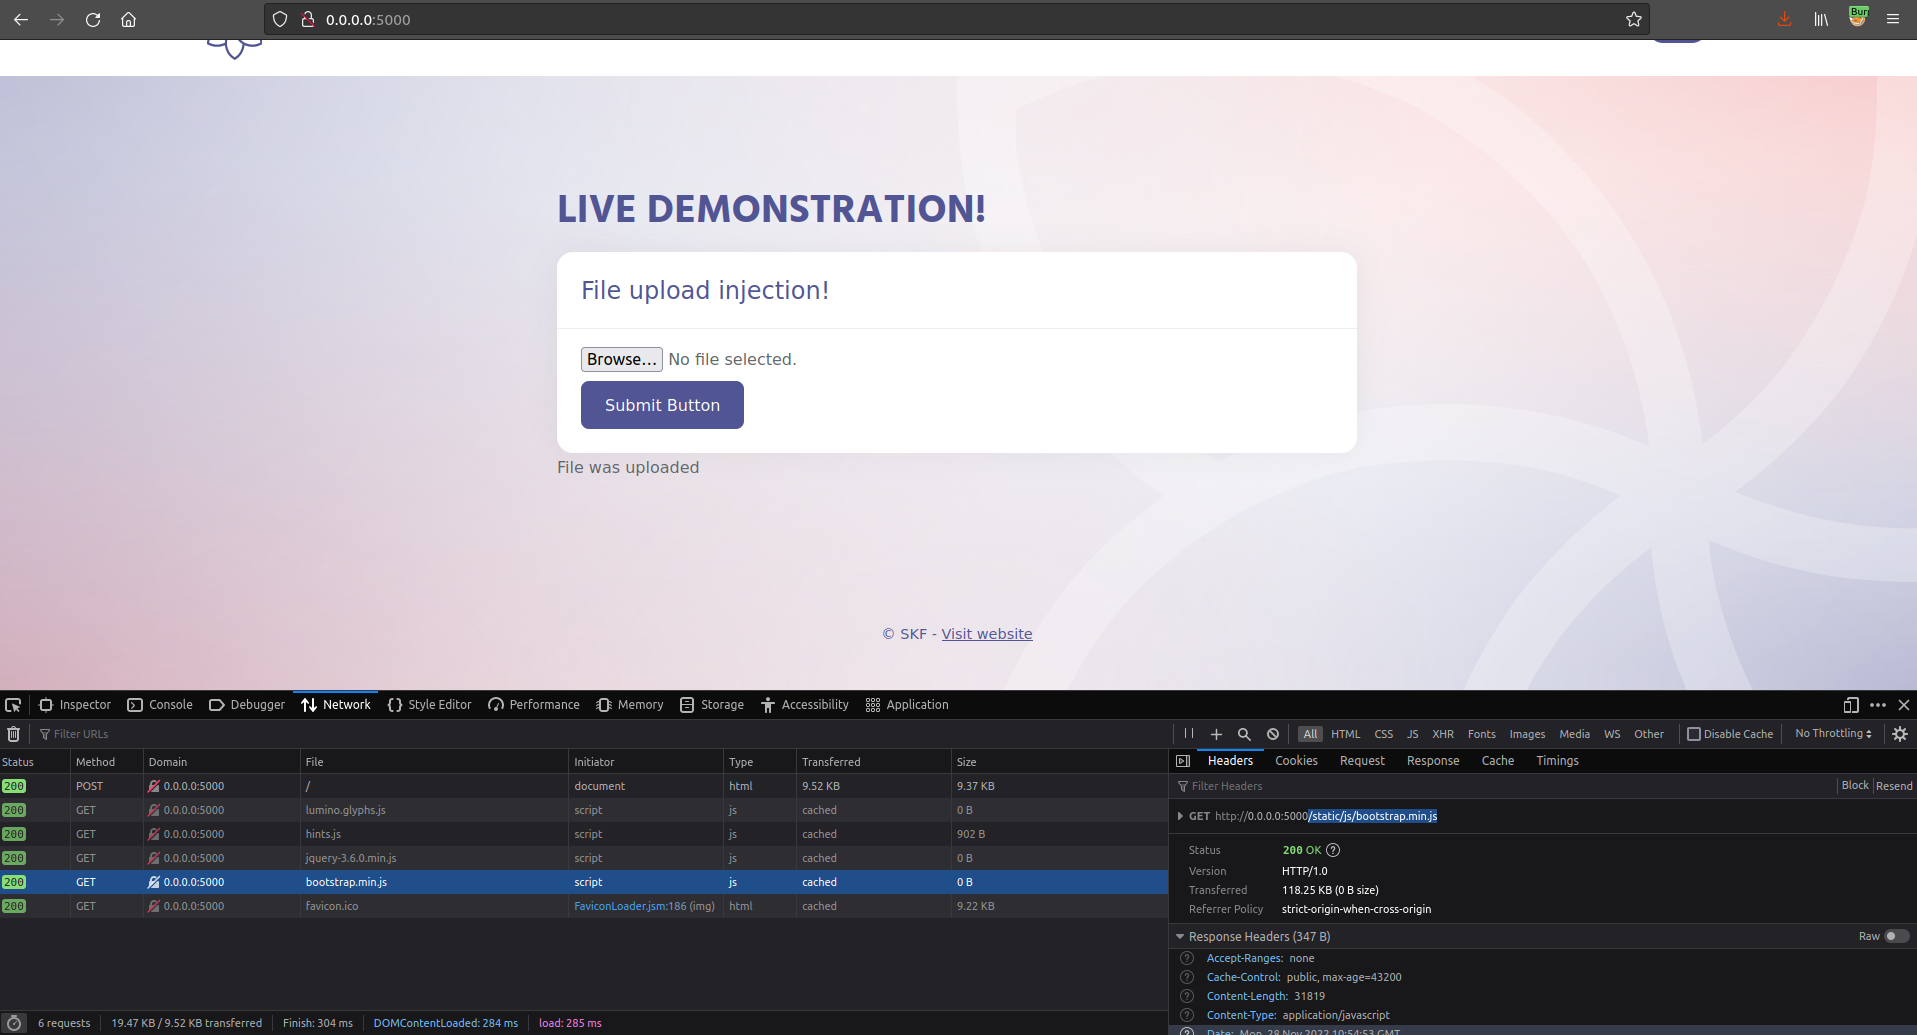 0.0.0.0:5000
Bur
LIVE DEMONSTRATION!
File upload injection!
Browse… No file selected.
Submit Button
File was uploaded
© SKF - Visit website
Inspector Console Debugger Network Style Editor Performance Memory Storage Accessibility Application
Filter URLs
All HTML CSS JS XHR Fonts Images Media WS Other Disable Cache No Throttling
Status Method Domain File Initiator Type Transferred Size
200 POST 0.0.0.0:5000 / document html 9.52 KB 9.37 KB
200 GET 0.0.0.0:5000 lumino.glyphs.js script js cached 0 B
200 GET 0.0.0.0:5000 hints.js script js cached 902 B
200 GET 0.0.0.0:5000 jquery-3.6.0.min.js script js cached 0 B
200 GET 0.0.0.0:5000 bootstrap.min.js script js cached 0 B
200 GET 0.0.0.0:5000 favicon.ico FaviconLoader.jsm:186 (img) html cached 9.22 KB
6 requests 19.47 KB / 9.52 KB transferred Finish: 304 ms DOMContentLoaded: 284 ms load: 285 ms
Headers Cookies Request Response Cache Timings
Filter Headers Block Resend
GET http://0.0.0.0:5000/static/js/bootstrap.min.js
Status 200 OK
Version HTTP/1.0
Transferred 118.25 KB (0 B size)
Referrer Policy strict-origin-when-cross-origin
Response Headers (347 B) Raw
Accept-Ranges: none
Cache-Control: public, max-age=43200
Content-Length: 31819
Content-Type: application/javascript
Date: Mon, 28 Nov 2022 10:54:53 GMT